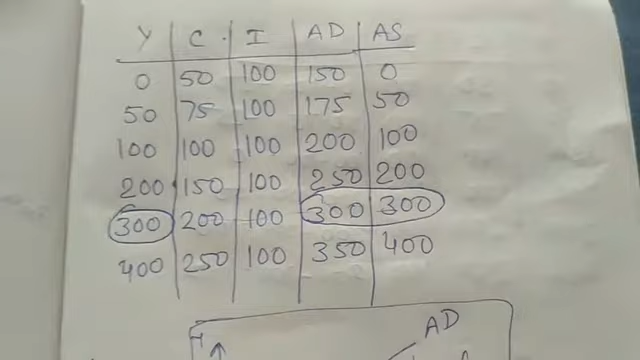 Y C I AD AS
0 50 100 150 0
50 75 100 175 50
100 100 100 200 100
200 150 100 250 200
300 200 100 300 300
400 250 100 350 400
AD